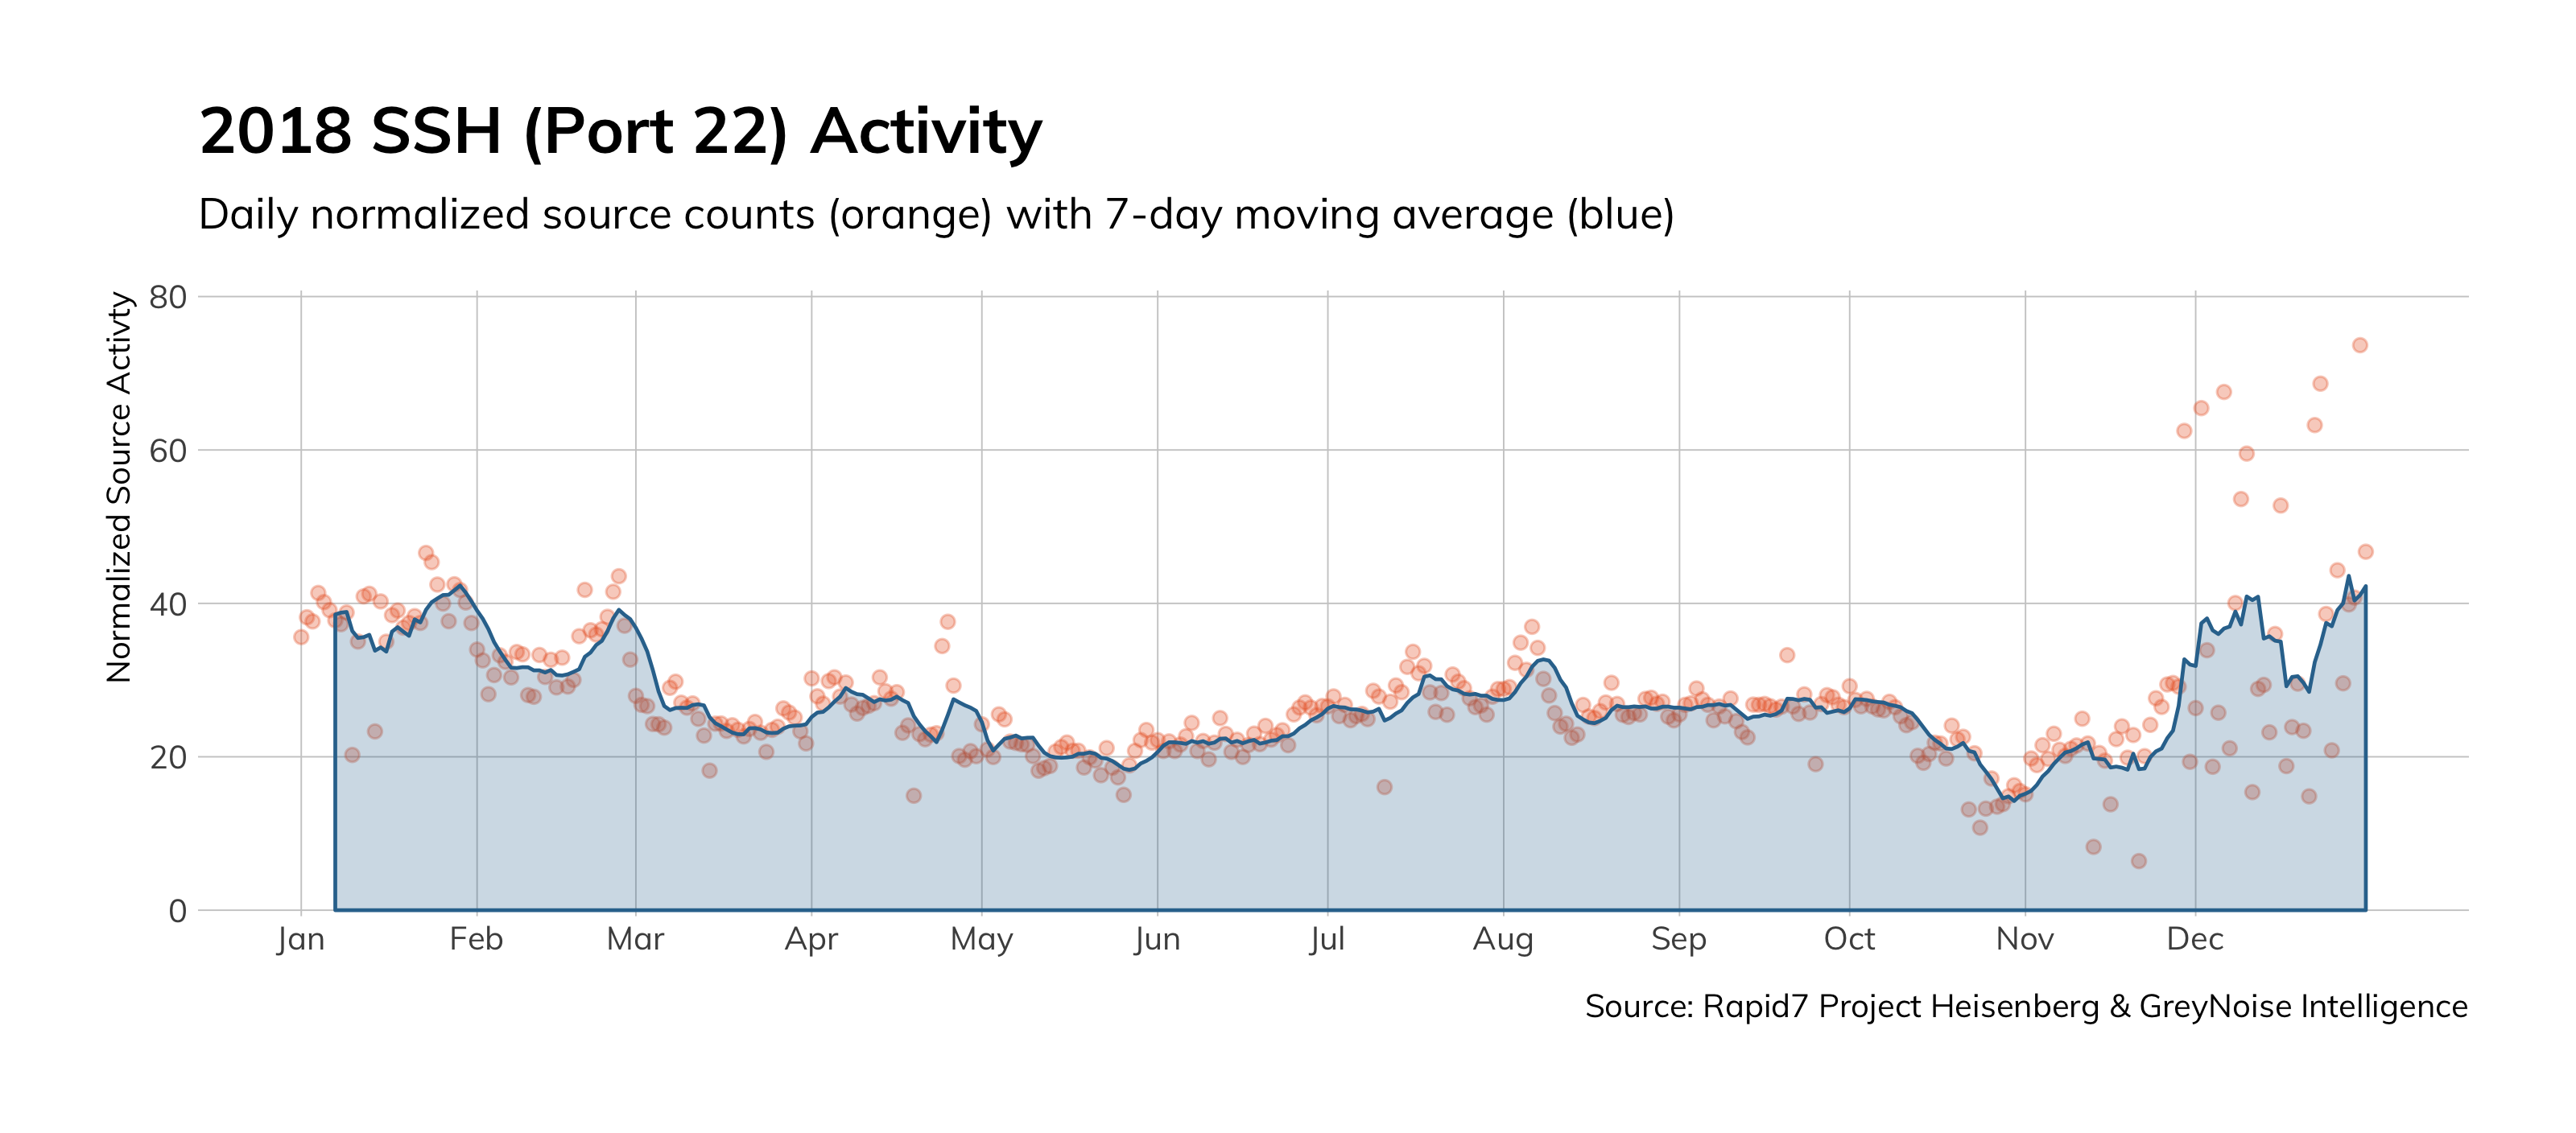 2018 SSH (Port 22) Activity
Daily normalized source counts (orange) with 7-day moving average (blue)
Normalized Source Activty
80
60
40
20
0
Jan Feb Mar Apr May Jun Jul Aug Sep Oct Nov Dec
Source: Rapid7 Project Heisenberg & GreyNoise Intelligence